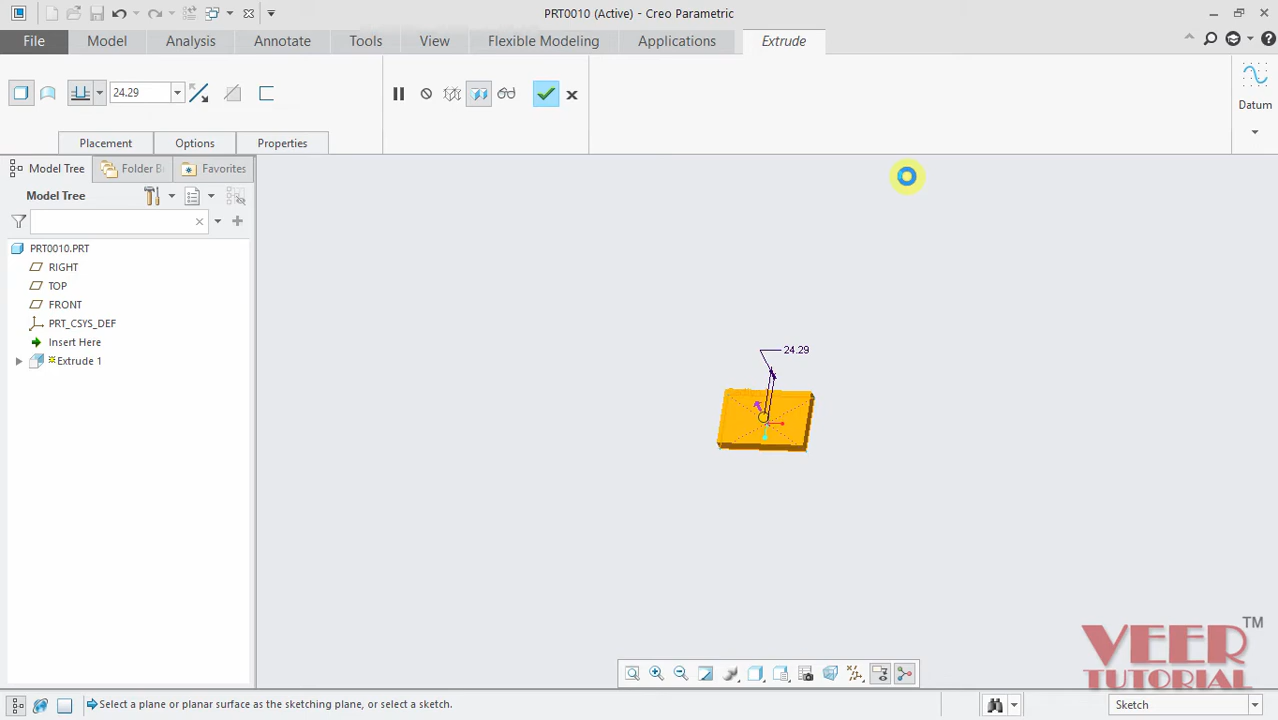 PRT0010 (Active) - Creo Parametric
File
Model
Analysis
Annotate
Tools
View
Flexible Modeling
Applications
Extrude
24.29
Datum
Placement
Options
Properties
Model Tree
Folder B
Favorites
Model Tree
PRT0010.PRT
RIGHT
TOP
FRONT
PRT_CSYS_DEF
Insert Here
Extrude 1
24.29
VEER TM
TUTORIAL
Select a plane or planar surface as the sketching plane, or select a sketch.
Sketch